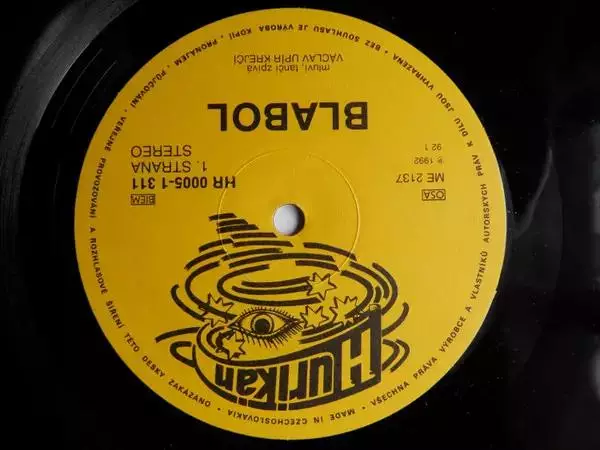 Hurikán
HR 0005-1 311
1. STRANA
STEREO
BIEM
OSA
ME 2137
℗ 1992
92 1
BLABOL
mluví, tančí zpívá
VÁCLAV UPÍR KREJČÍ
VŠECHNA PRÁVA VÝROBCE A VLASTNÍKŮ AUTORSKÝCH PRÁV K DÍLU JSOU VYHRAZENA · BEZ SOUHLASU JE VÝROBA KOPIÍ · PRONÁJEM · PŮJČOVÁNÍ · VEŘEJNÉ PROVOZOVÁNÍ A ROZHLASOVÉ ŠÍŘENÍ TÉTO DESKY ZAKÁZÁNO · MADE IN CZECHOSLOVAKIA ·